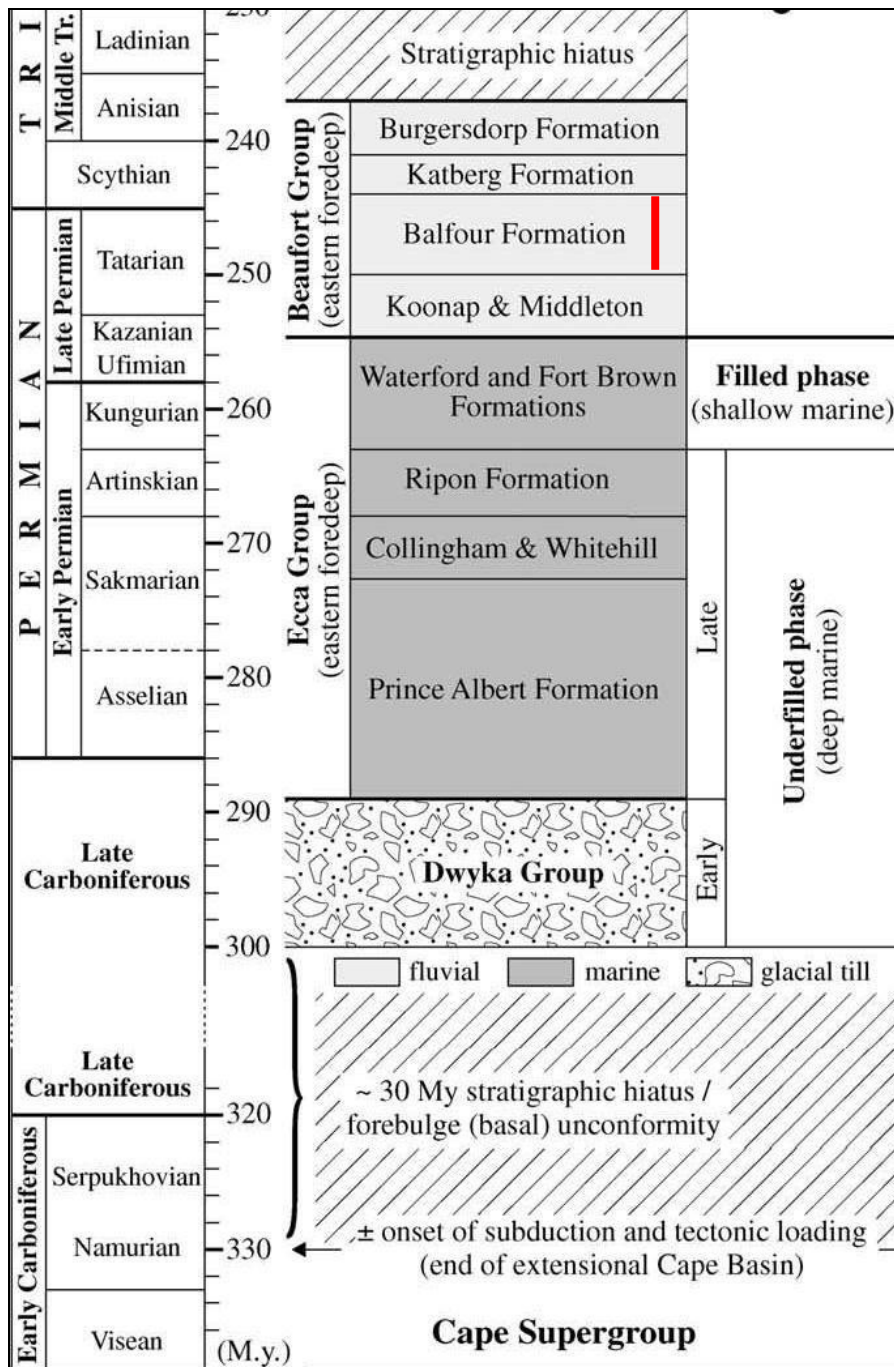 T R I
Middle Tr.
Ladinian
Anisian
Scythian
P E R M I A N
Late Permian
Tatarian
Kazanian
Ufimian
Early Permian
Kungurian
Artinskian
Sakmarian
Asselian
Late
Carboniferous
Late
Carboniferous
Early Carboniferous
Serpukhovian
Namurian
Visean
240
250
260
270
280
290
300
320
330
(M.y.)
Stratigraphic hiatus
Beaufort Group
(eastern foredeep)
Burgersdorp Formation
Katberg Formation
Balfour Formation
Koonap & Middleton
Ecca Group
(eastern foredeep)
Waterford and Fort Brown
Formations
Ripon Formation
Collingham & Whitehill
Prince Albert Formation
Dwyka Group
Filled phase
(shallow marine)
Late
Early
Underfilled phase
(deep marine)
fluvial
marine
glacial till
~ 30 My stratigraphic hiatus /
forebulge (basal) unconformity
± onset of subduction and tectonic loading
(end of extensional Cape Basin)
Cape Supergroup